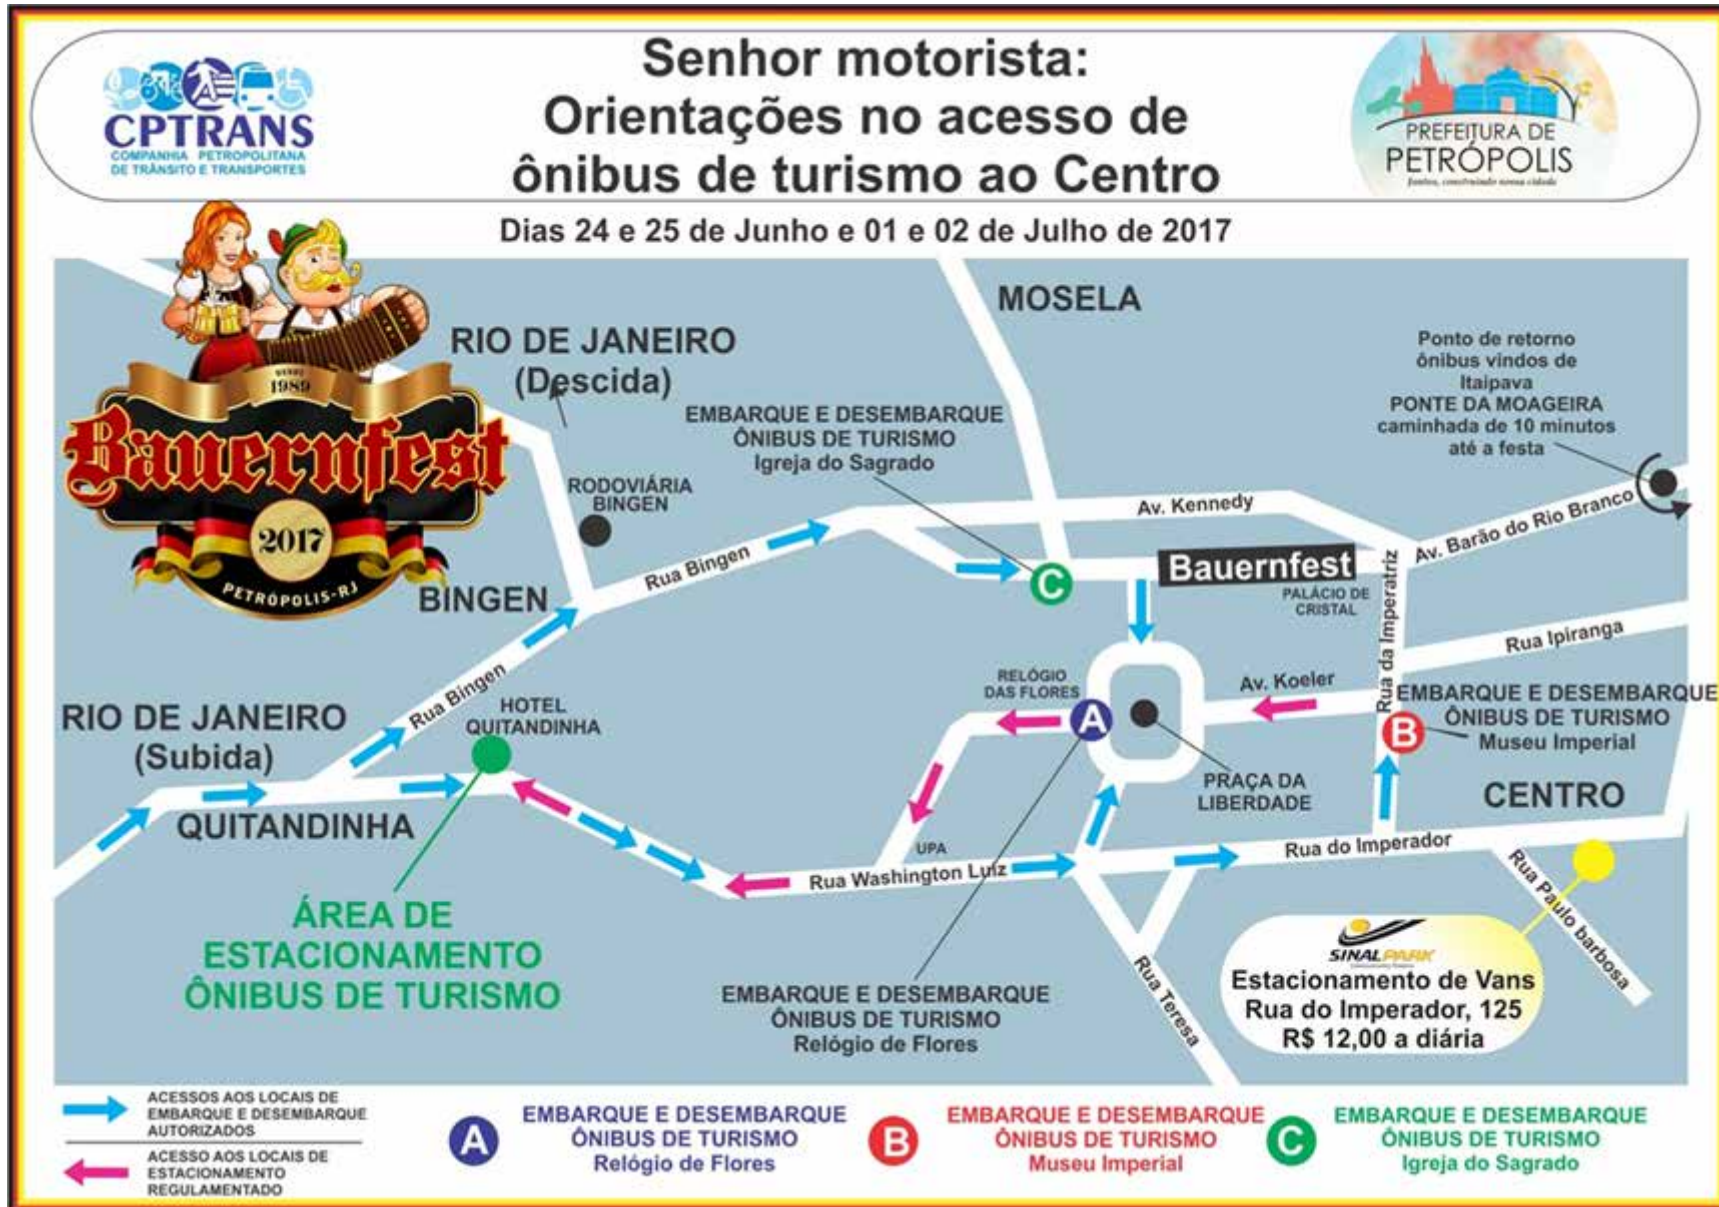 CPTRANS
COMPANHIA PETROPOLITANA
DE TRÂNSITO E TRANSPORTES
Senhor motorista:
Orientações no acesso de
ônibus de turismo ao Centro
PREFEITURA DE
PETRÓPOLIS
Juntos, construindo nossa cidade
Dias 24 e 25 de Junho e 01 e 02 de Julho de 2017
DESDE
1989
Bauernfest
2017
PETRÓPOLIS-RJ
RIO DE JANEIRO
(Descida)
MOSELA
Ponto de retorno
ônibus vindos de
Itaipava
PONTE DA MOAGEIRA
caminhada de 10 minutos
até a festa
EMBARQUE E DESEMBARQUE
ÔNIBUS DE TURISMO
Igreja do Sagrado
RODOVIÁRIA
BINGEN
Av. Kennedy
Av. Barão do Rio Branco
Rua Bingen
BINGEN
C
Bauernfest
PALÁCIO DE
CRISTAL
Rua da Imperatriz
Rua Ipiranga
Rua Bingen
RIO DE JANEIRO
(Subida)
HOTEL
QUITANDINHA
RELÓGIO
DAS FLORES
A
Av. Koeler
B
EMBARQUE E DESEMBARQUE
ÔNIBUS DE TURISMO
Museu Imperial
PRAÇA DA
LIBERDADE
CENTRO
QUITANDINHA
UPA
Rua Washington Luiz
Rua do Imperador
Rua Paulo barbosa
ÁREA DE
ESTACIONAMENTO
ÔNIBUS DE TURISMO
EMBARQUE E DESEMBARQUE
ÔNIBUS DE TURISMO
Relógio de Flores
Rua Teresa
SINALPARK
Estacionamento de Vans
Rua do Imperador, 125
R$ 12,00 a diária
ACESSOS AOS LOCAIS DE
EMBARQUE E DESEMBARQUE
AUTORIZADOS
ACESSO AOS LOCAIS DE
ESTACIONAMENTO
REGULAMENTADO
A
EMBARQUE E DESEMBARQUE
ÔNIBUS DE TURISMO
Relógio de Flores
B
EMBARQUE E DESEMBARQUE
ÔNIBUS DE TURISMO
Museu Imperial
C
EMBARQUE E DESEMBARQUE
ÔNIBUS DE TURISMO
Igreja do Sagrado